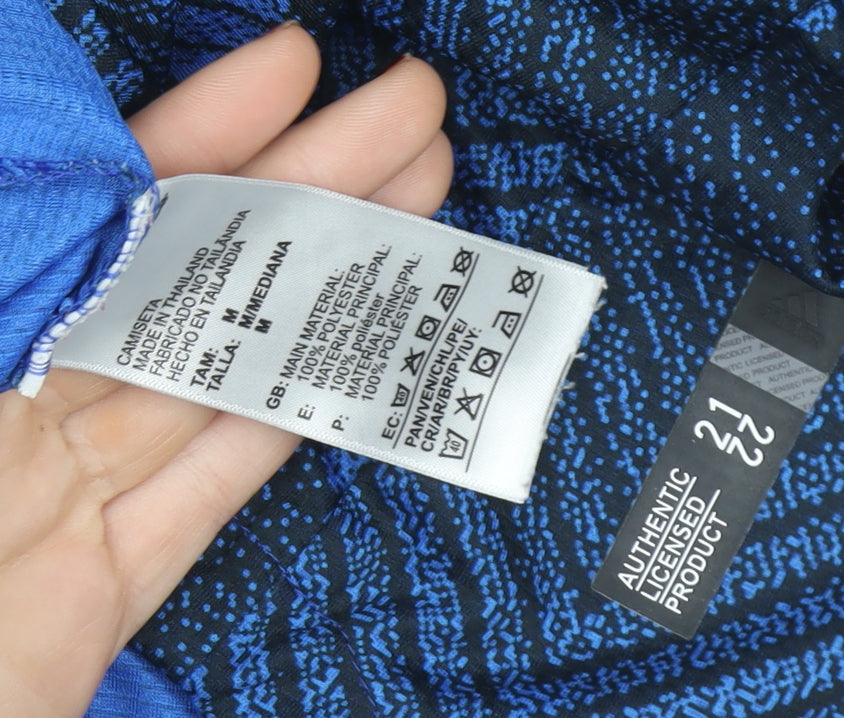 CAMISETA
MADE IN THAILAND
FABRICADO NO TAILÂNDIA
HECHO EN TAILANDIA
TAM: M
TALLA: M/MEDIANA
M
GB: MAIN MATERIAL:
100% POLYESTER
E: MATERIAL PRINCIPAL:
100% poliéster
P: MATERIAL PRINCIPAL:
100% POLIÉSTER
EC: 40
PAN/VEN/CHL/PE/
CR/AR/BR/PY/UY:
40
21
22
AUTHENTIC
LICENSED
PRODUCT